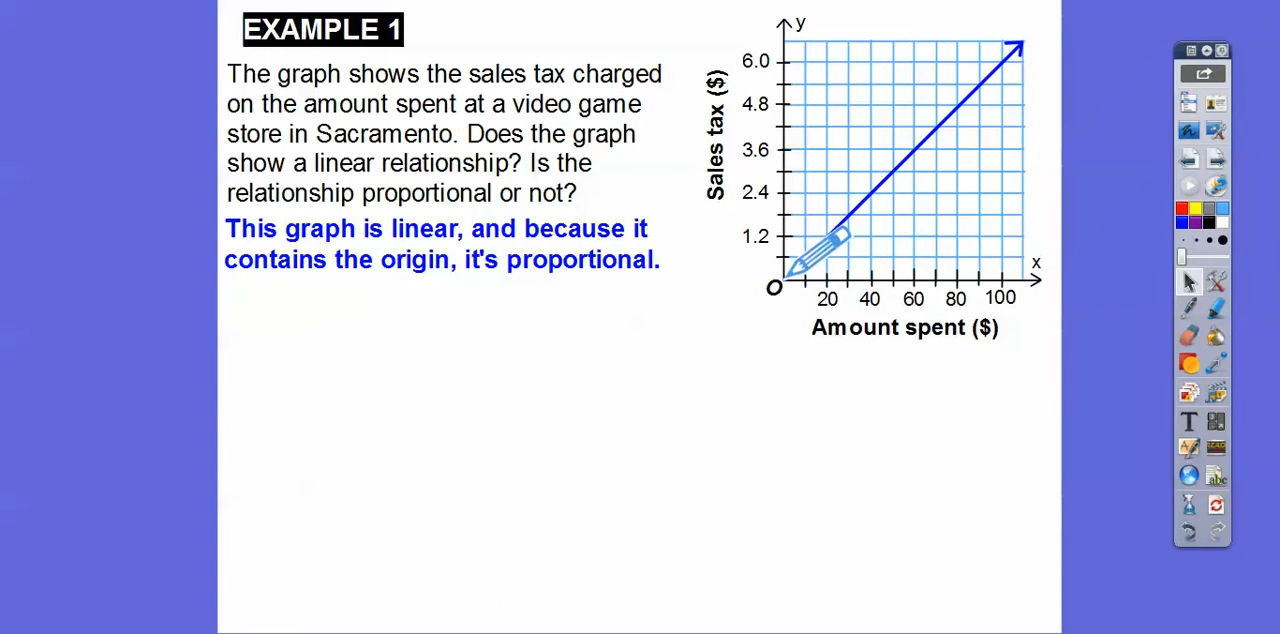 EXAMPLE 1
The graph shows the sales tax charged
on the amount spent at a video game
store in Sacramento. Does the graph
show a linear relationship? Is the
relationship proportional or not?
This graph is linear, and because it
contains the origin, it's proportional.
y
Sales tax ($)
6.0
4.8
3.6
2.4
1.2
O
x
20 40 60 80 100
Amount spent ($)
T
abc